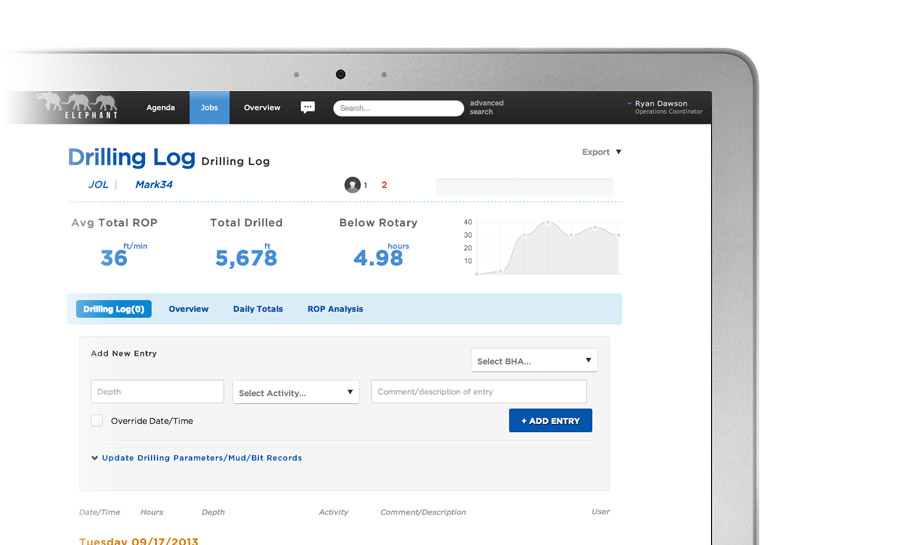 ELEPHANT
Agenda
Jobs
Overview
Search...
advanced
search
Ryan Dawson
Operations Coordinator
Drilling Log Drilling Log
Export
JOL | Mark34
1 2
Avg Total ROP
36 ft/min
Total Drilled
5,678 ft
Below Rotary
4.98 hours
40
30
20
10
Drilling Log(0)
Overview
Daily Totals
ROP Analysis
Add New Entry
Select BHA...
Depth
Select Activity...
Comment/description of entry
Override Date/Time
+ ADD ENTRY
Update Drilling Parameters/Mud/Bit Records
Date/Time Hours Depth Activity Comment/Description User
Tuesday 09/17/2013